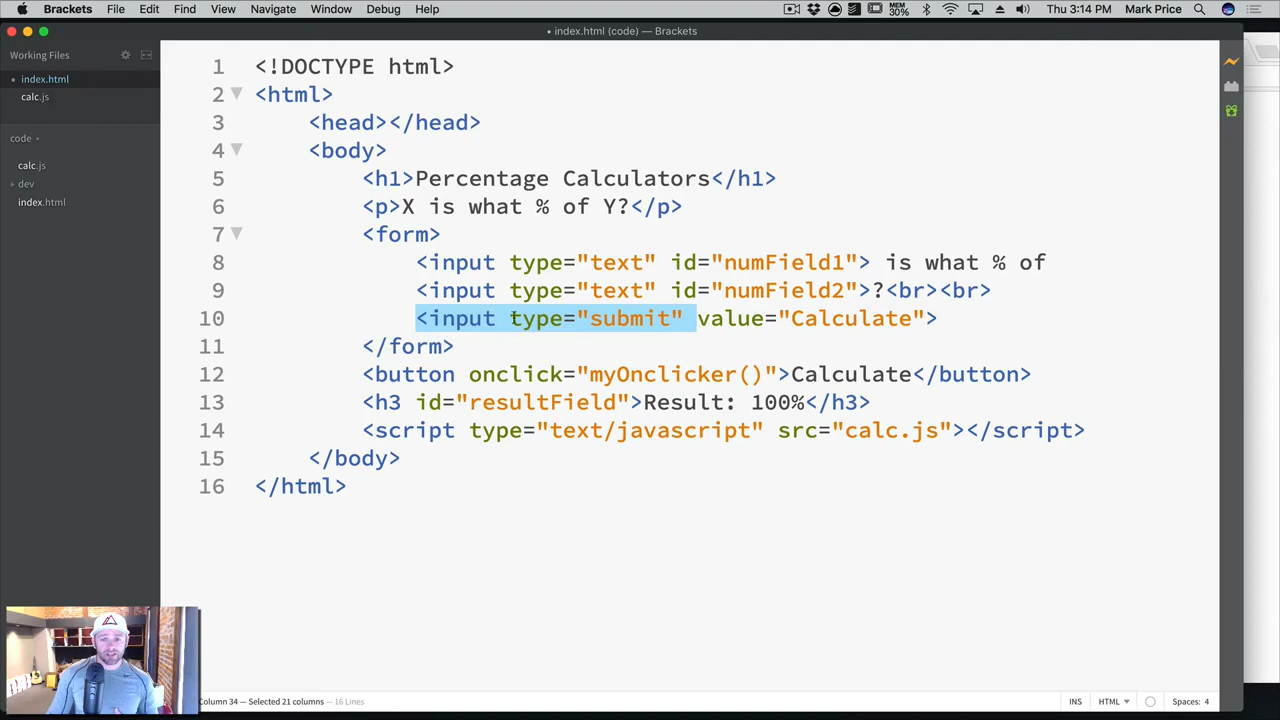 Brackets File Edit Find View Navigate Window Debug Help MEM 30% Thu 3:14 PM Mark Price
• index.html (code) — Brackets
Working Files
• index.html
calc.js
code
calc.js
dev
index.html
1 <!DOCTYPE html>
2 <html>
3 <head></head>
4 <body>
5 <h1>Percentage Calculators</h1>
6 <p>X is what % of Y?</p>
7 <form>
8 <input type="text" id="numField1"> is what % of
9 <input type="text" id="numField2">?<br><br>
10 <input type="submit" value="Calculate">
11 </form>
12 <button onclick="myOnclicker()">Calculate</button>
13 <h3 id="resultField">Result: 100%</h3>
14 <script type="text/javascript" src="calc.js"></script>
15 </body>
16 </html>
Column 34 — Selected 21 columns — 16 Lines INS HTML Spaces: 4